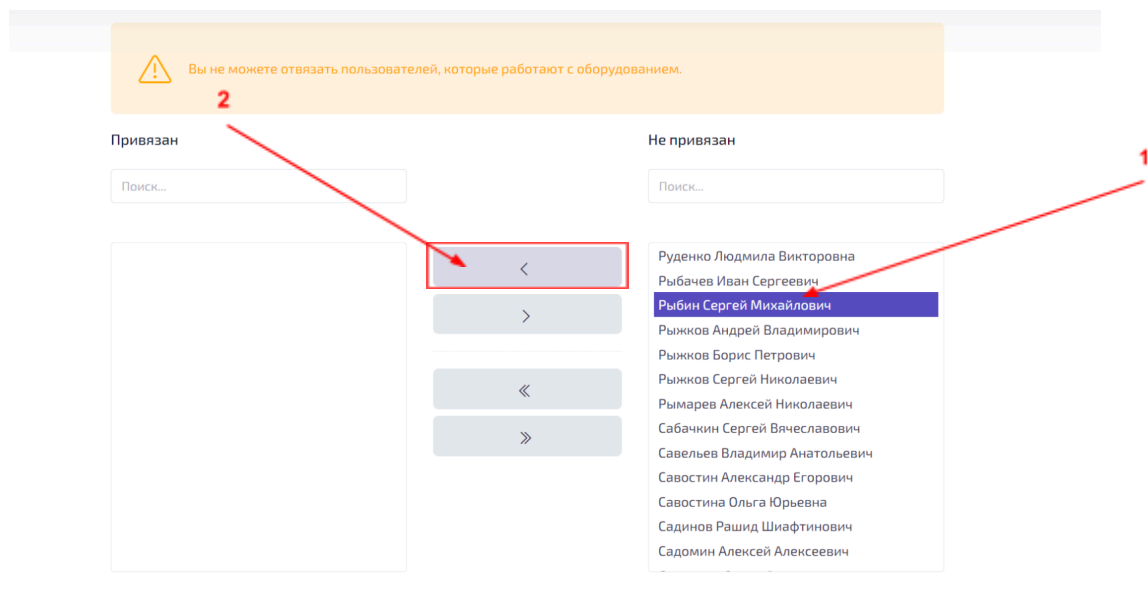 Вы не можете отвязать пользователей, которые работают с оборудованием.
2
Привязан
Не привязан
1
Поиск...
Поиск...
Руденко Людмила Викторовна
Рыбачев Иван Сергеевич
Рыбин Сергей Михайлович
Рыжков Андрей Владимирович
Рыжков Борис Петрович
Рыжков Сергей Николаевич
Рымарев Алексей Николаевич
Сабачкин Сергей Вячеславович
Савельев Владимир Анатольевич
Савостин Александр Егорович
Савостина Ольга Юрьевна
Садинов Рашид Шиафтинович
Садомин Алексей Алексеевич